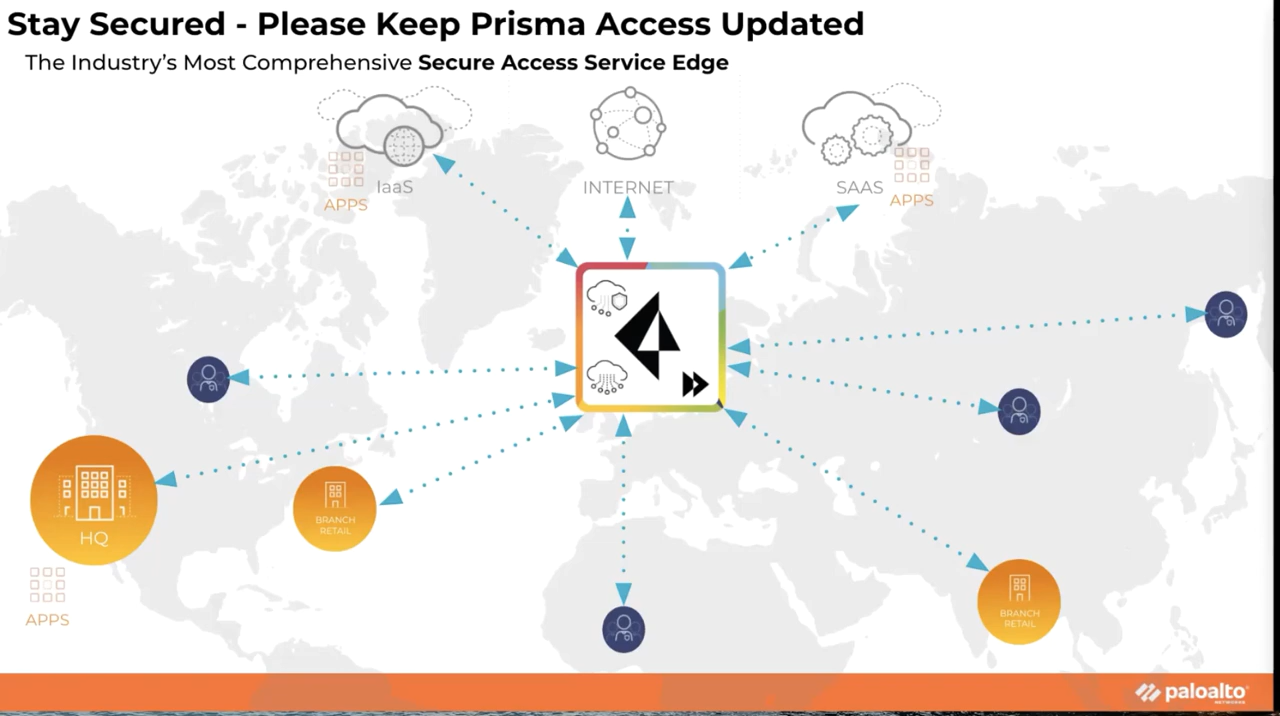 Stay Secured - Please Keep Prisma Access Updated
The Industry's Most Comprehensive Secure Access Service Edge
IaaS
APPS
INTERNET
SAAS
APPS
HQ
APPS
BRANCH
RETAIL
BRANCH
RETAIL
paloalto
NETWORKS